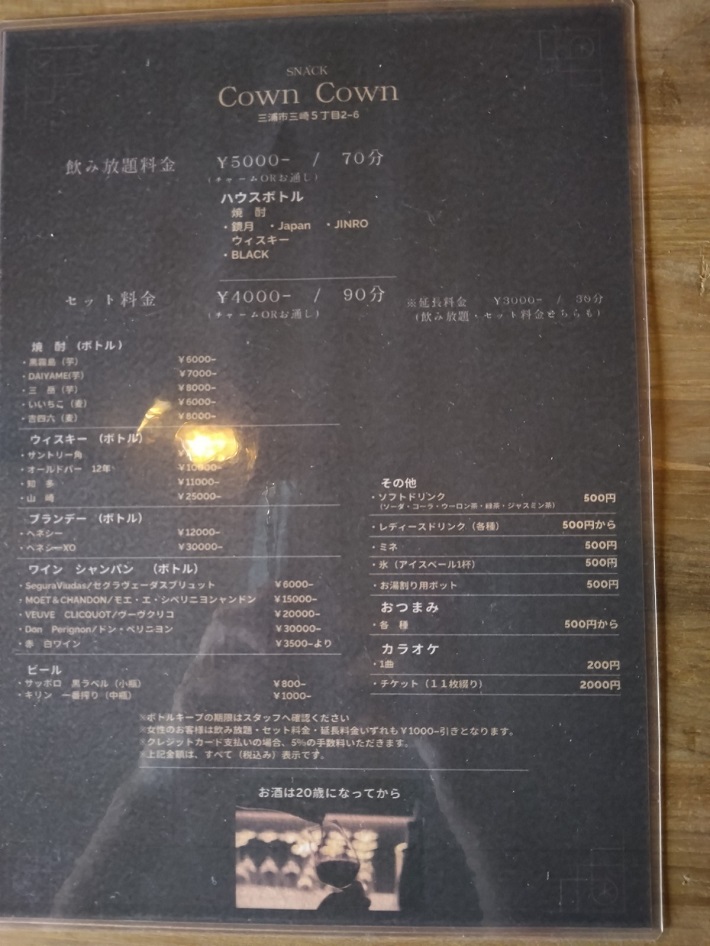 SNACK
Cown Cown
三浦市三崎5丁目2-6
飲み放題料金 ¥5000- / 70分
(チャームORお通し)
ハウスボトル
焼 酎
・鏡月 ・Japan ・JINRO
ウィスキー
・BLACK
セット料金 ¥4000- / 90分 ※延長料金 ¥3000- / 30分
(チャームORお通し) (飲み放題・セット料金どちらも)
焼 酎 (ボトル)
・黒霧島(芋) ¥6000-
・DAIYAME(芋) ¥7000-
・三 岳(芋) ¥8000-
・いいちこ(麦) ¥6000-
・吉四六(麦) ¥8000-
ウィスキー (ボトル)
・サントリー角
・オールドパー 12年
・知 多 ¥11000-
・山 崎 ¥25000-
ブランデー (ボトル)
・ヘネシー ¥12000-
・ヘネシーXO ¥30000-
ワイン シャンパン (ボトル)
・SeguraViudas/セグラヴューダスブリュット ¥6000-
・MOET&CHANDON/モエ・エ・シベリニヨンシャンドン ¥15000-
・VEUVE CLICQUOT/ヴーヴクリコ ¥20000-
・Don Perignon/ドン・ペリニヨン ¥30000-
・赤 白ワイン ¥3500-より
ビール
・サッポロ 黒ラベル(小瓶) ¥800-
・キリン 一番搾り(中瓶) ¥1000-
その他
・ソフトドリンク 500円
(ソーダ・コーラ・ウーロン茶・緑茶・ジャスミン茶)
・レディースドリンク(各種) 500円から
・ミネ 500円
・氷(アイスペール1杯) 500円
・お湯割り用ポット 500円
おつまみ
・各 種 500円から
カラオケ
・1曲 200円
・チケット(11枚綴り) 2000円
※ボトルキープの期限はスタッフへ確認ください
※女性のお客様は飲み放題・セット料金・延長料金いずれも¥1000-引きとなります。
※クレジットカード支払いの場合、5%の手数料いただきます。
※上記金額は、すべて(税込み)表示です。
お酒は20歳になってから